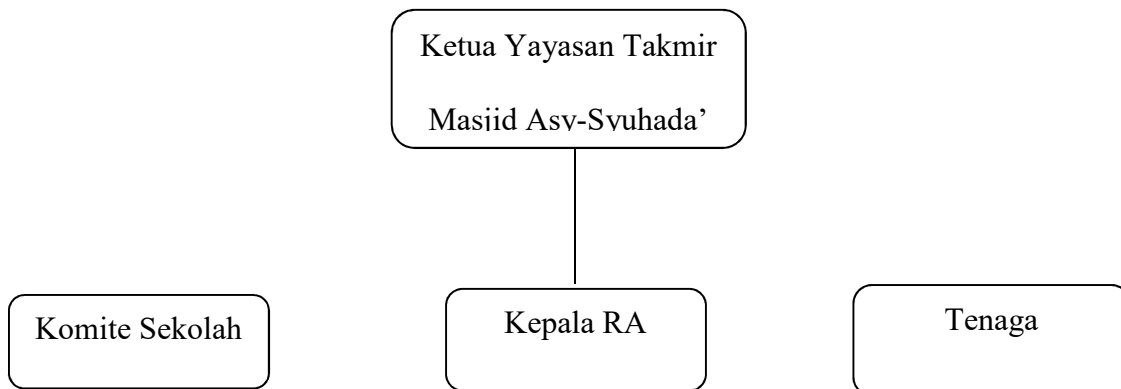 Ketua Yayasan Takmir
Masjid Asy-Syuhada’
Komite Sekolah
Kepala RA
Tenaga